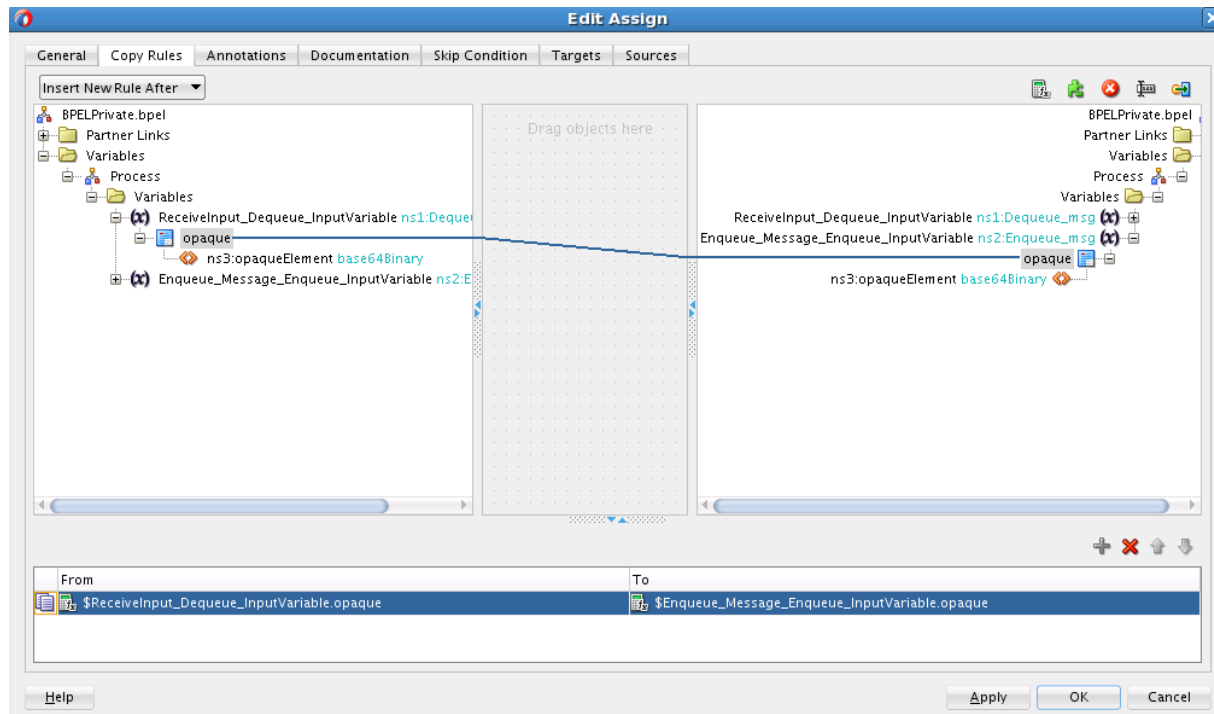 Edit Assign
General Copy Rules Annotations Documentation Skip Condition Targets Sources
Insert New Rule After
BPELPrivate.bpel
Partner Links
Variables
Process
Variables
ReceiveInput_Dequeue_InputVariable ns1:Deque
opaque
ns3:opaqueElement base64Binary
Enqueue_Message_Enqueue_InputVariable ns2:E
Drag objects here
BPELPrivate.bpel
Partner Links
Variables
Process
Variables
ReceiveInput_Dequeue_InputVariable ns1:Dequeue_msg
Enqueue_Message_Enqueue_InputVariable ns2:Enqueue_msg
opaque
ns3:opaqueElement base64Binary
From To
$ReceiveInput_Dequeue_InputVariable.opaque $Enqueue_Message_Enqueue_InputVariable.opaque
Help Apply OK Cancel